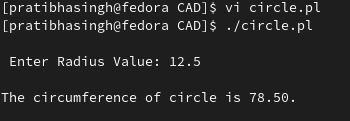 [pratibhasingh@fedora CAD]$ vi circle.pl
[pratibhasingh@fedora CAD]$ ./circle.pl
Enter Radius Value: 12.5
The circumference of circle is 78.50.